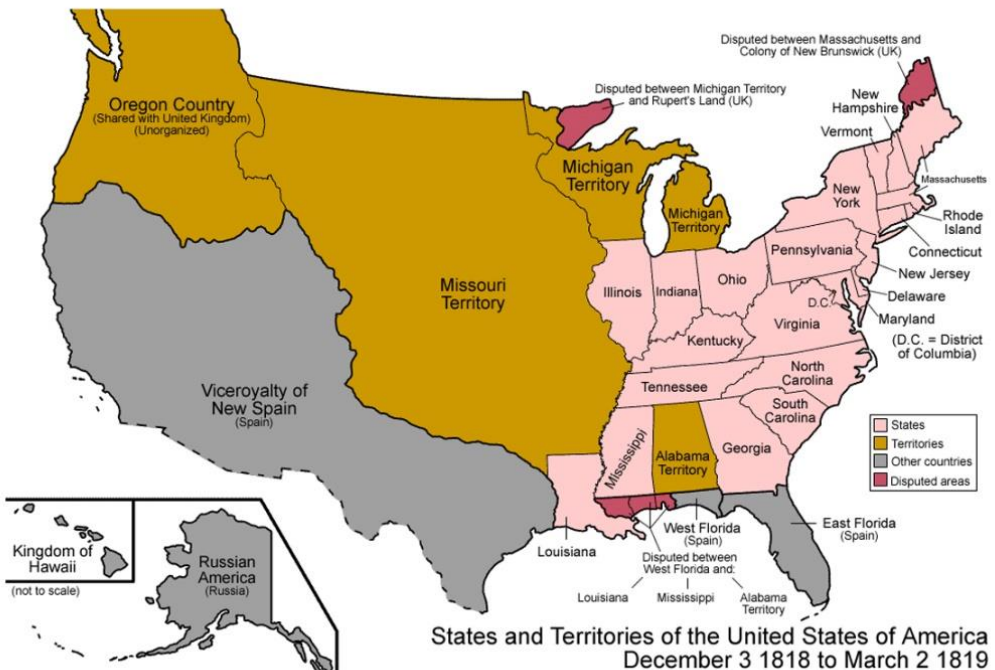 Disputed between Massachusetts and
Colony of New Brunswick (UK)
Disputed between Michigan Territory
and Rupert's Land (UK)
Oregon Country
(Shared with United Kingdom)
(Unorganized)
New
Hampshire
Vermont
Michigan
Territory
Massachusetts
New
York
Michigan
Territory
Rhode
Island
Connecticut
Pennsylvania
New Jersey
Missouri
Territory
Illinois
Indiana
Ohio
Delaware
D.C.
Maryland
Virginia
(D.C. = District
of Columbia)
Kentucky
North
Carolina
Tennessee
Viceroyalty of
New Spain
(Spain)
South
Carolina
States
Territories
Other countries
Disputed areas
Mississippi
Alabama
Territory
Georgia
West Florida
(Spain)
East Florida
(Spain)
Louisiana
Disputed between
West Florida and:
Louisiana
Mississippi
Alabama
Territory
Kingdom of
Hawaii
(not to scale)
Russian
America
(Russia)
States and Territories of the United States of America
December 3 1818 to March 2 1819